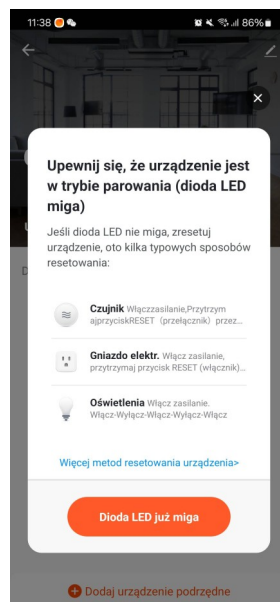 11:38
86%
Upewnij się, że urządzenie jest
w trybie parowania (dioda LED
miga)
Jeśli dioda LED nie miga, zresetuj
urządzenie, oto kilka typowych sposobów
resetowania:
Czujnik Włączzasilanie,Przytrzym
ajprzyciskRESET (przełącznik) przez...
Gniazdo elektr. Włącz zasilanie,
przytrzymaj przycisk RESET (włącznik)...
Oświetlenia Włącz zasilanie.
Włącz-Wyłącz-Włącz-Wyłącz-Włącz
Więcej metod resetowania urządzenia>
Dioda LED już miga
Dodaj urządzenie podrzędne